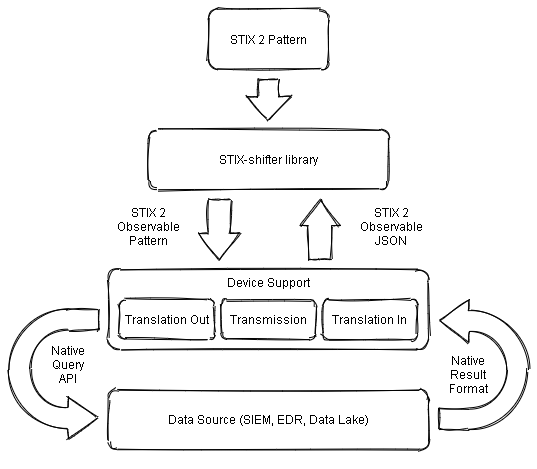 STIX 2 Pattern
STIX-shifter library
STIX 2
Observable
Pattern
STIX 2
Observable
JSON
Device Support
Translation Out
Transmission
Translation In
Native
Query
API
Native
Result
Format
Data Source (SIEM, EDR, Data Lake)